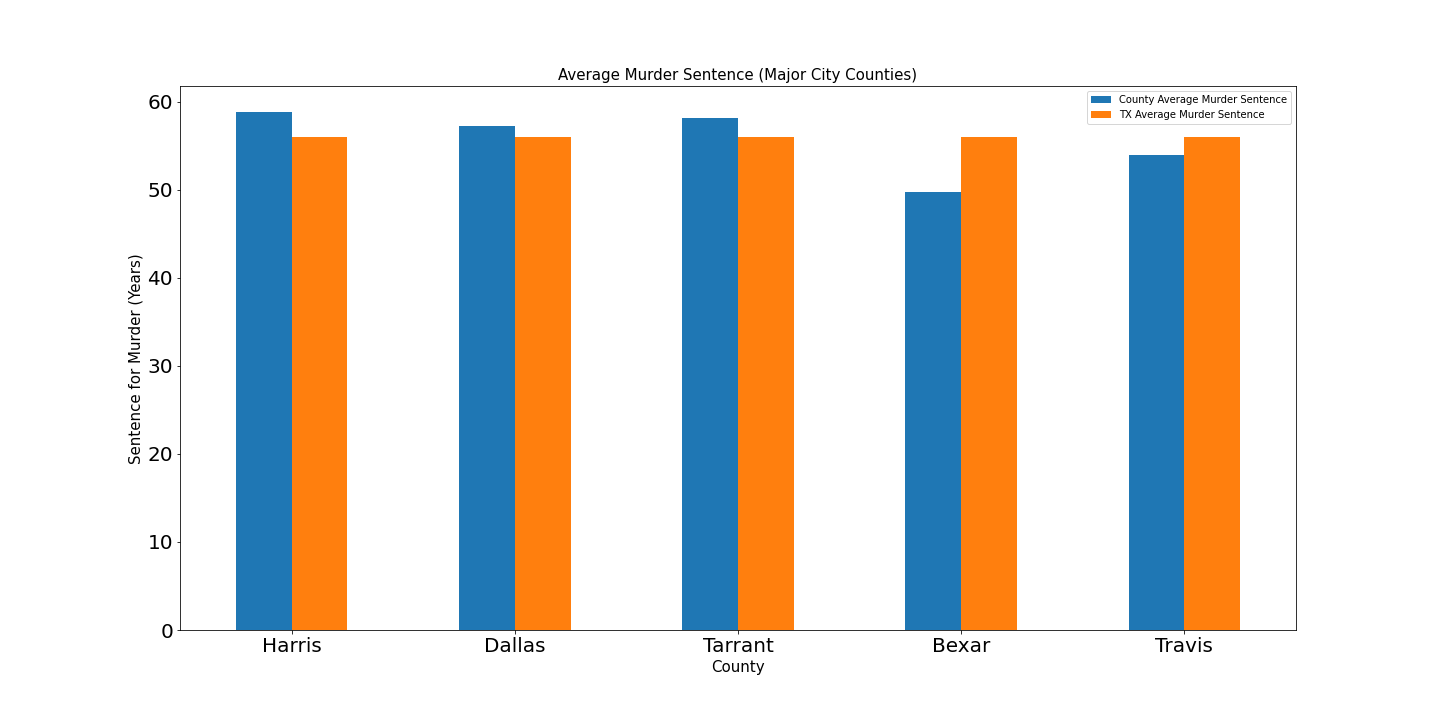 Average Murder Sentence (Major City Counties)
County Average Murder Sentence
TX Average Murder Sentence
Sentence for Murder (Years)
60
50
40
30
20
10
0
Harris Dallas Tarrant Bexar Travis
County